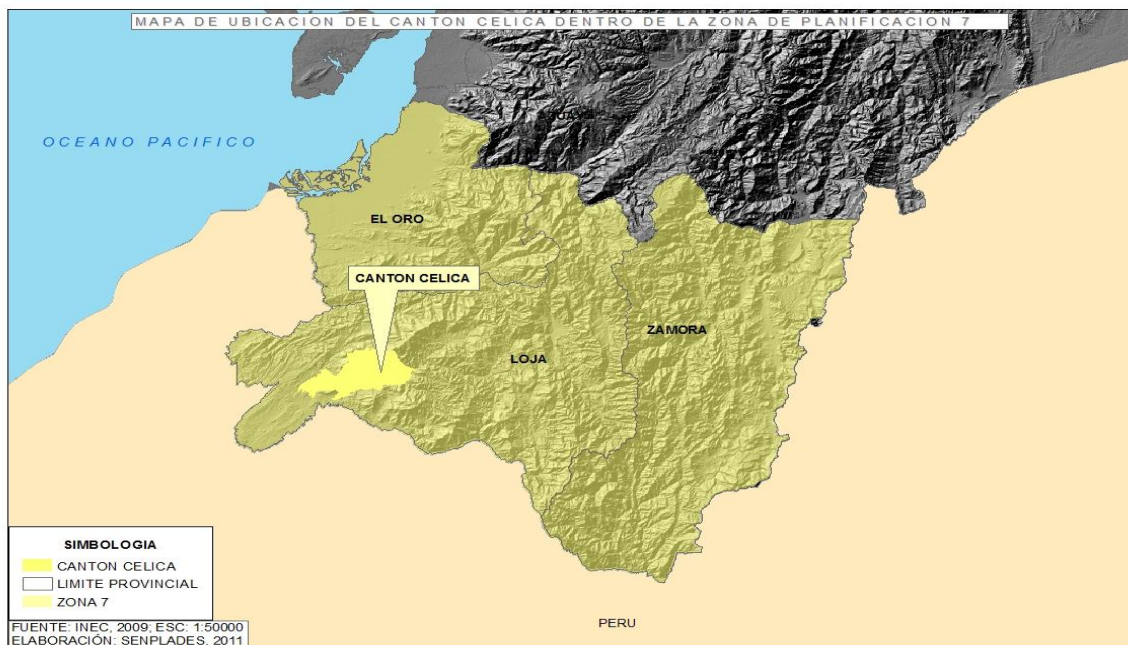 MAPA DE UBICACION DEL CANTON CELICA DENTRO DE LA ZONA DE PLANIFICACION 7
OCEANO PACIFICO
EL ORO
CANTON CELICA
ZAMORA
LOJA
SIMBOLOGIA
CANTON CELICA
LIMITE PROVINCIAL
ZONA 7
PERU
FUENTE: INEC, 2009; ESC: 1:50000
ELABORACIÓN: SENPLADES, 2011